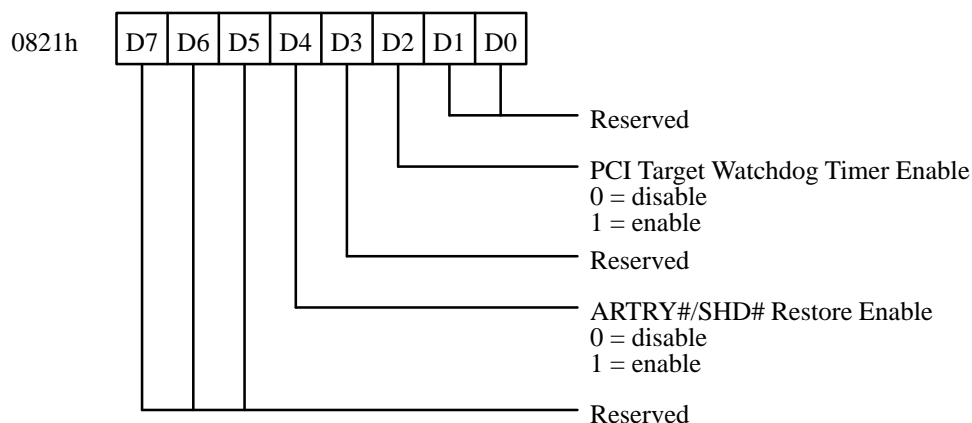 0821h D7 D6 D5 D4 D3 D2 D1 D0
Reserved
PCI Target Watchdog Timer Enable
0 = disable
1 = enable
Reserved
ARTRY#/SHD# Restore Enable
0 = disable
1 = enable
Reserved